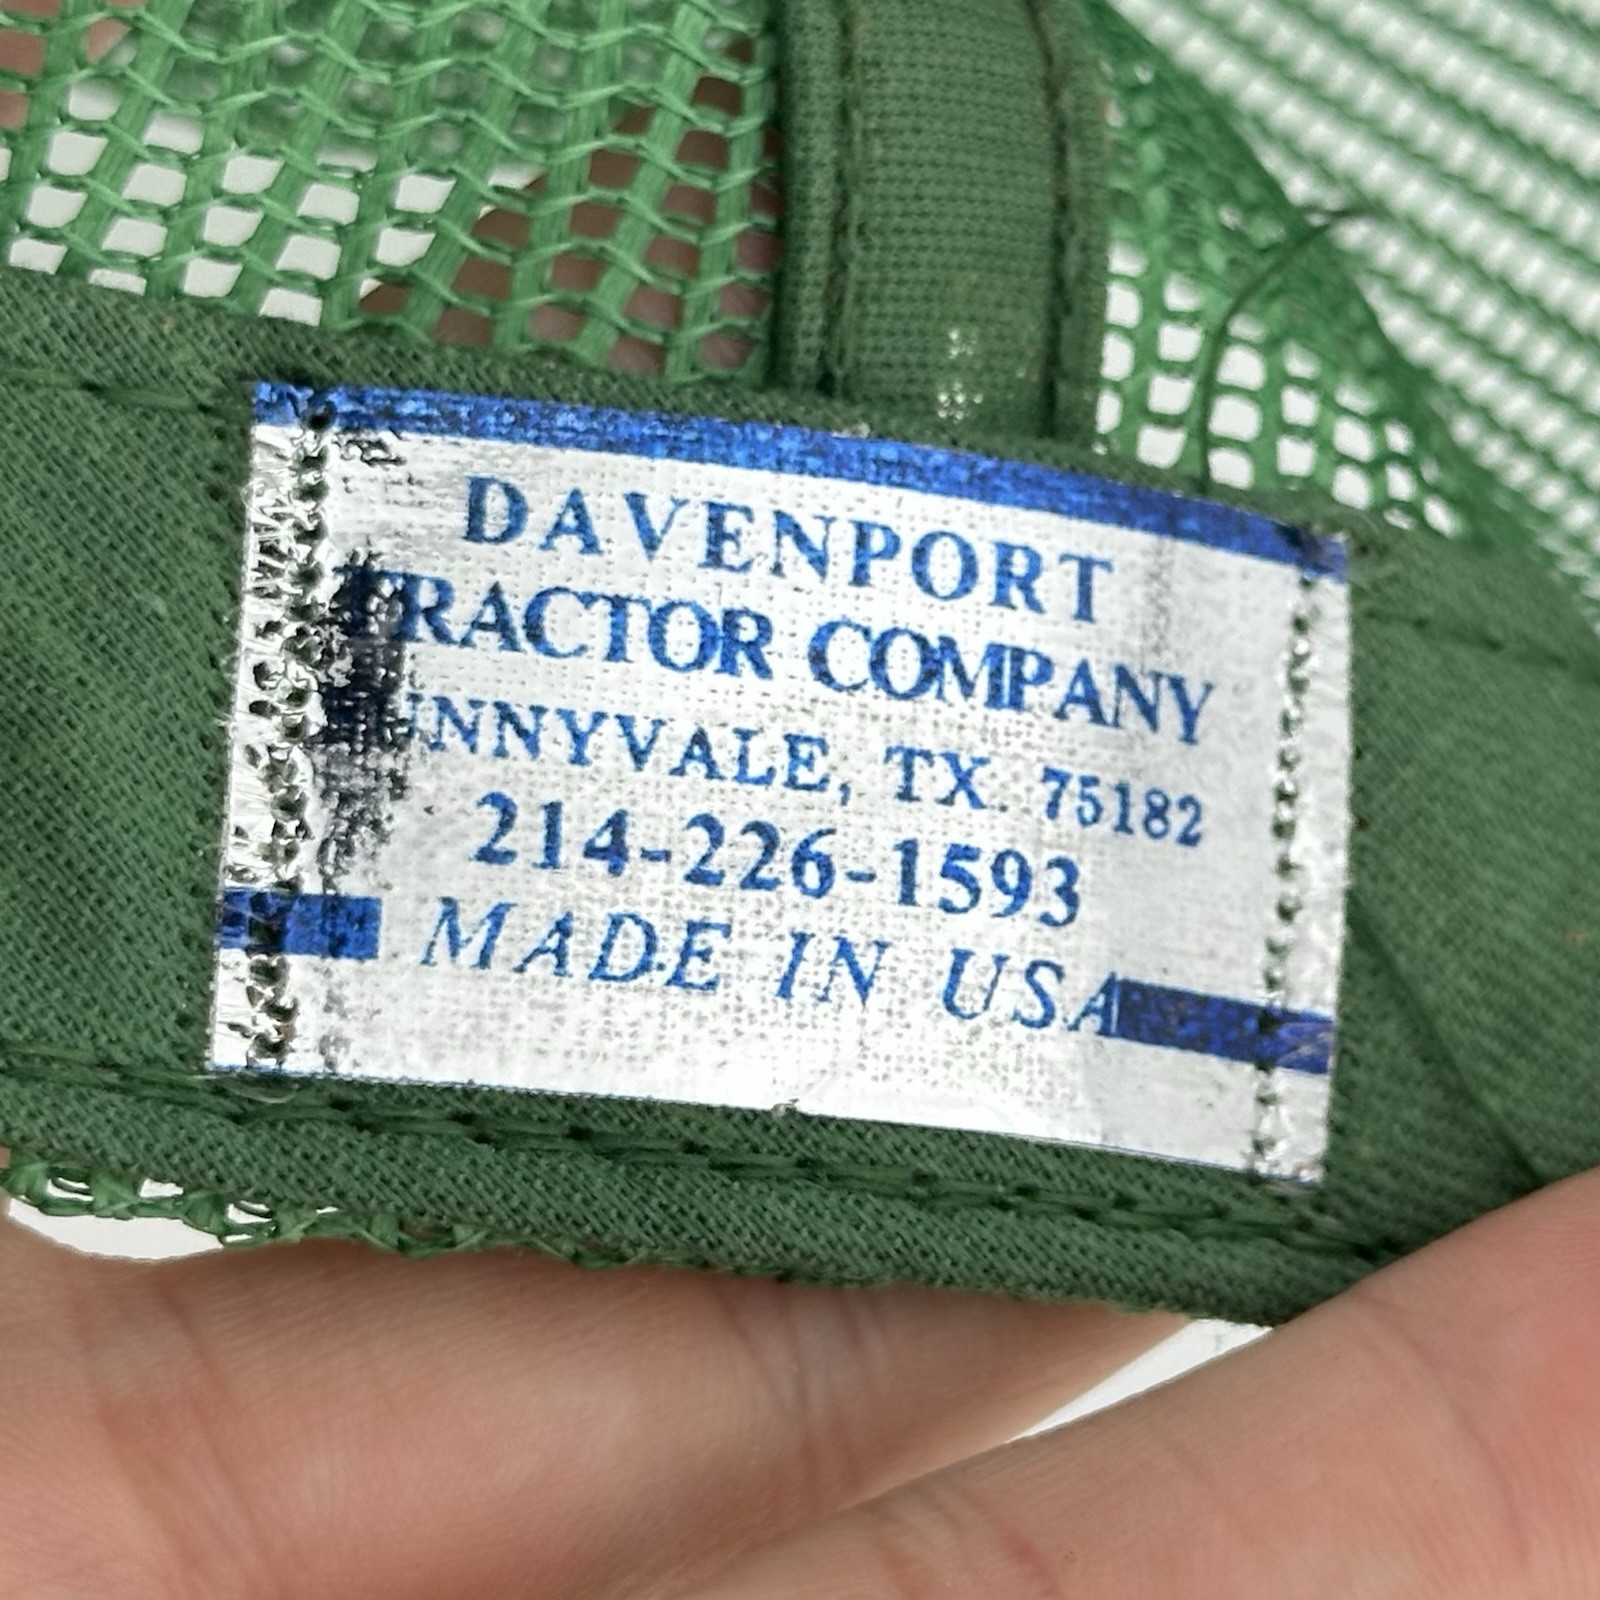 DAVENPORT
TRACTOR COMPANY
SUNNYVALE, TX. 75182
214-226-1593
MADE IN USA